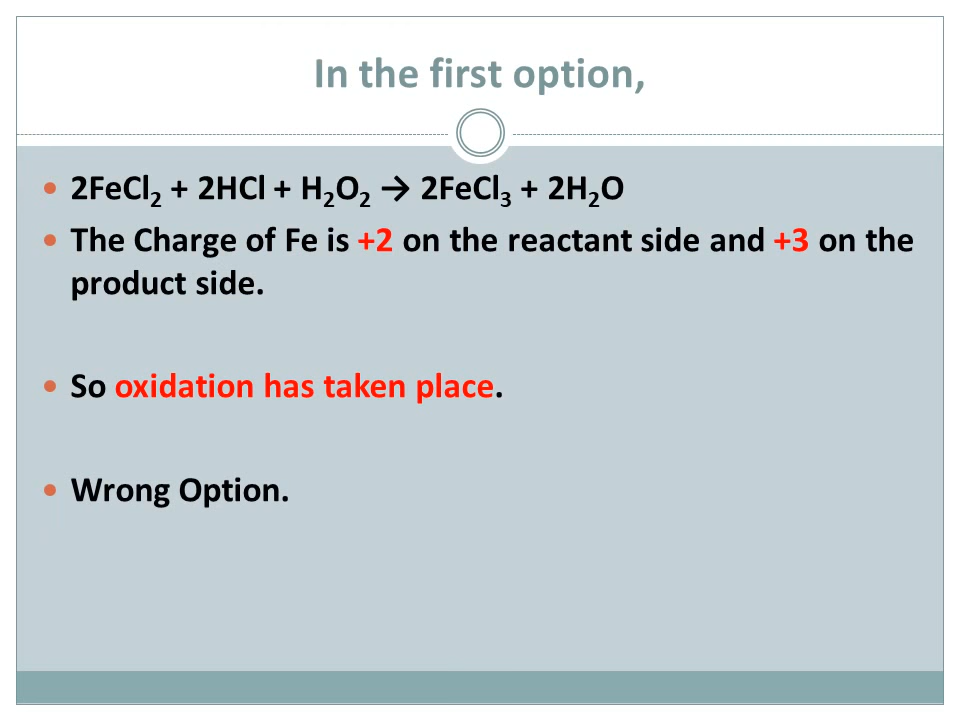 In the first option,
• 2FeCl₂ + 2HCl + H₂O₂ → 2FeCl₃ + 2H₂O
• The Charge of Fe is +2 on the reactant side and +3 on the
product side.
• So oxidation has taken place.
• Wrong Option.